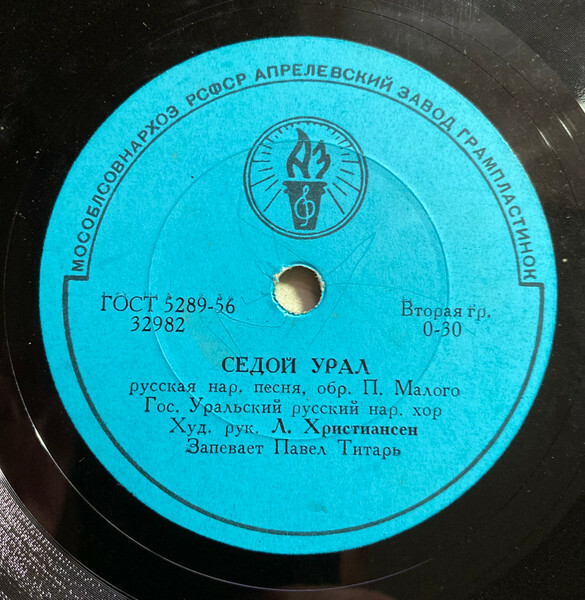 МОСОБЛСОВНАРХОЗ РСФСР АПРЕЛЕВСКИЙ ЗАВОД ГРАМПЛАСТИНОК
АЗ
ГОСТ 5289-56
32982
Вторая гр.
0-30
СЕДОЙ УРАЛ
русская нар. песня, обр. П. Малого
Гос. Уральский русский нар. хор
Худ. рук. Л. Христиансен
Запевает Павел Титарь